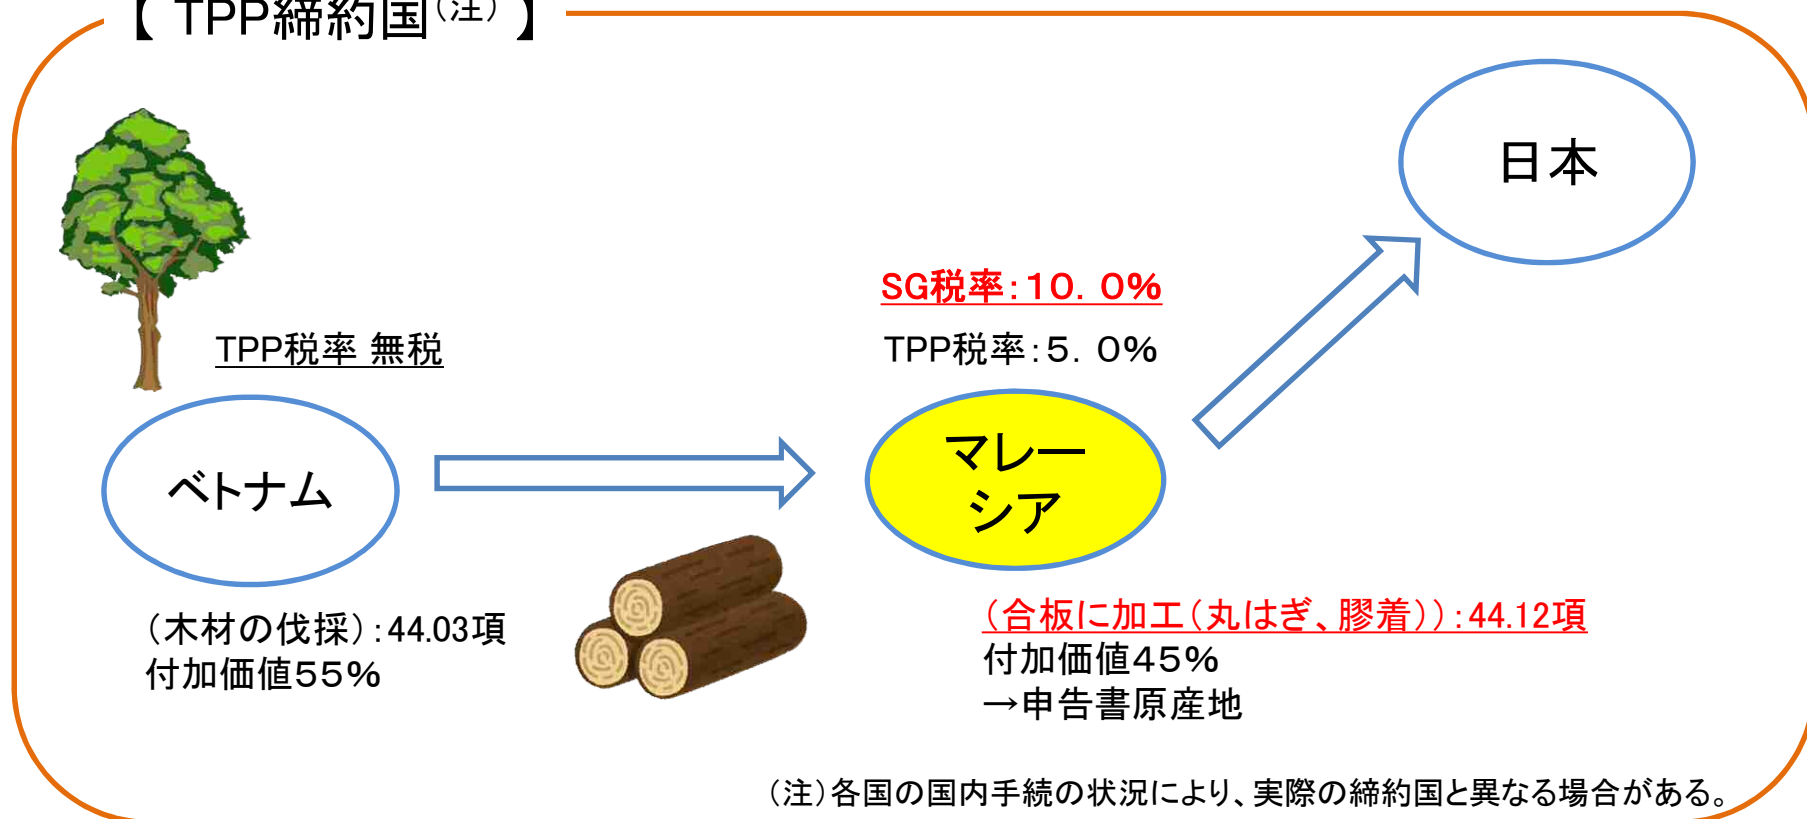 【 TPP締約国（注） 】
日本
SG税率：１０．０％
TPP税率：５．０％
TPP税率 無税
ベトナム
マレー
シア
（木材の伐採）：44.03項
付加価値５５％
（合板に加工（丸はぎ、膠着））：44.12項
付加価値４５％
→申告書原産地
（注）各国の国内手続の状況により、実際の締約国と異なる場合がある。